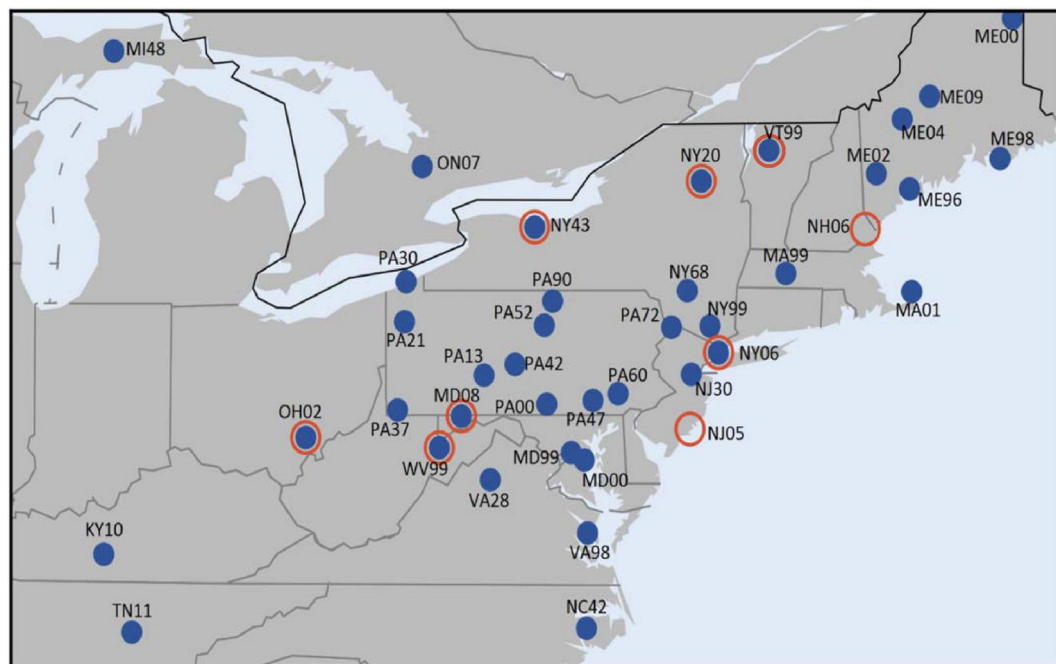 ME00
MI48
ME09
ME04
VT99
ME98
ON07
NY20
ME02
ME96
NY43
NH06
PA30
MA99
PA90
NY68
MA01
PA52
PA72
NY99
PA21
NY06
PA13
PA42
PA60
NJ30
MD08
PA00
PA47
PA37
OH02
NJ05
MD99
WV99
MD00
VA28
KY10
VA98
TN11
NC42